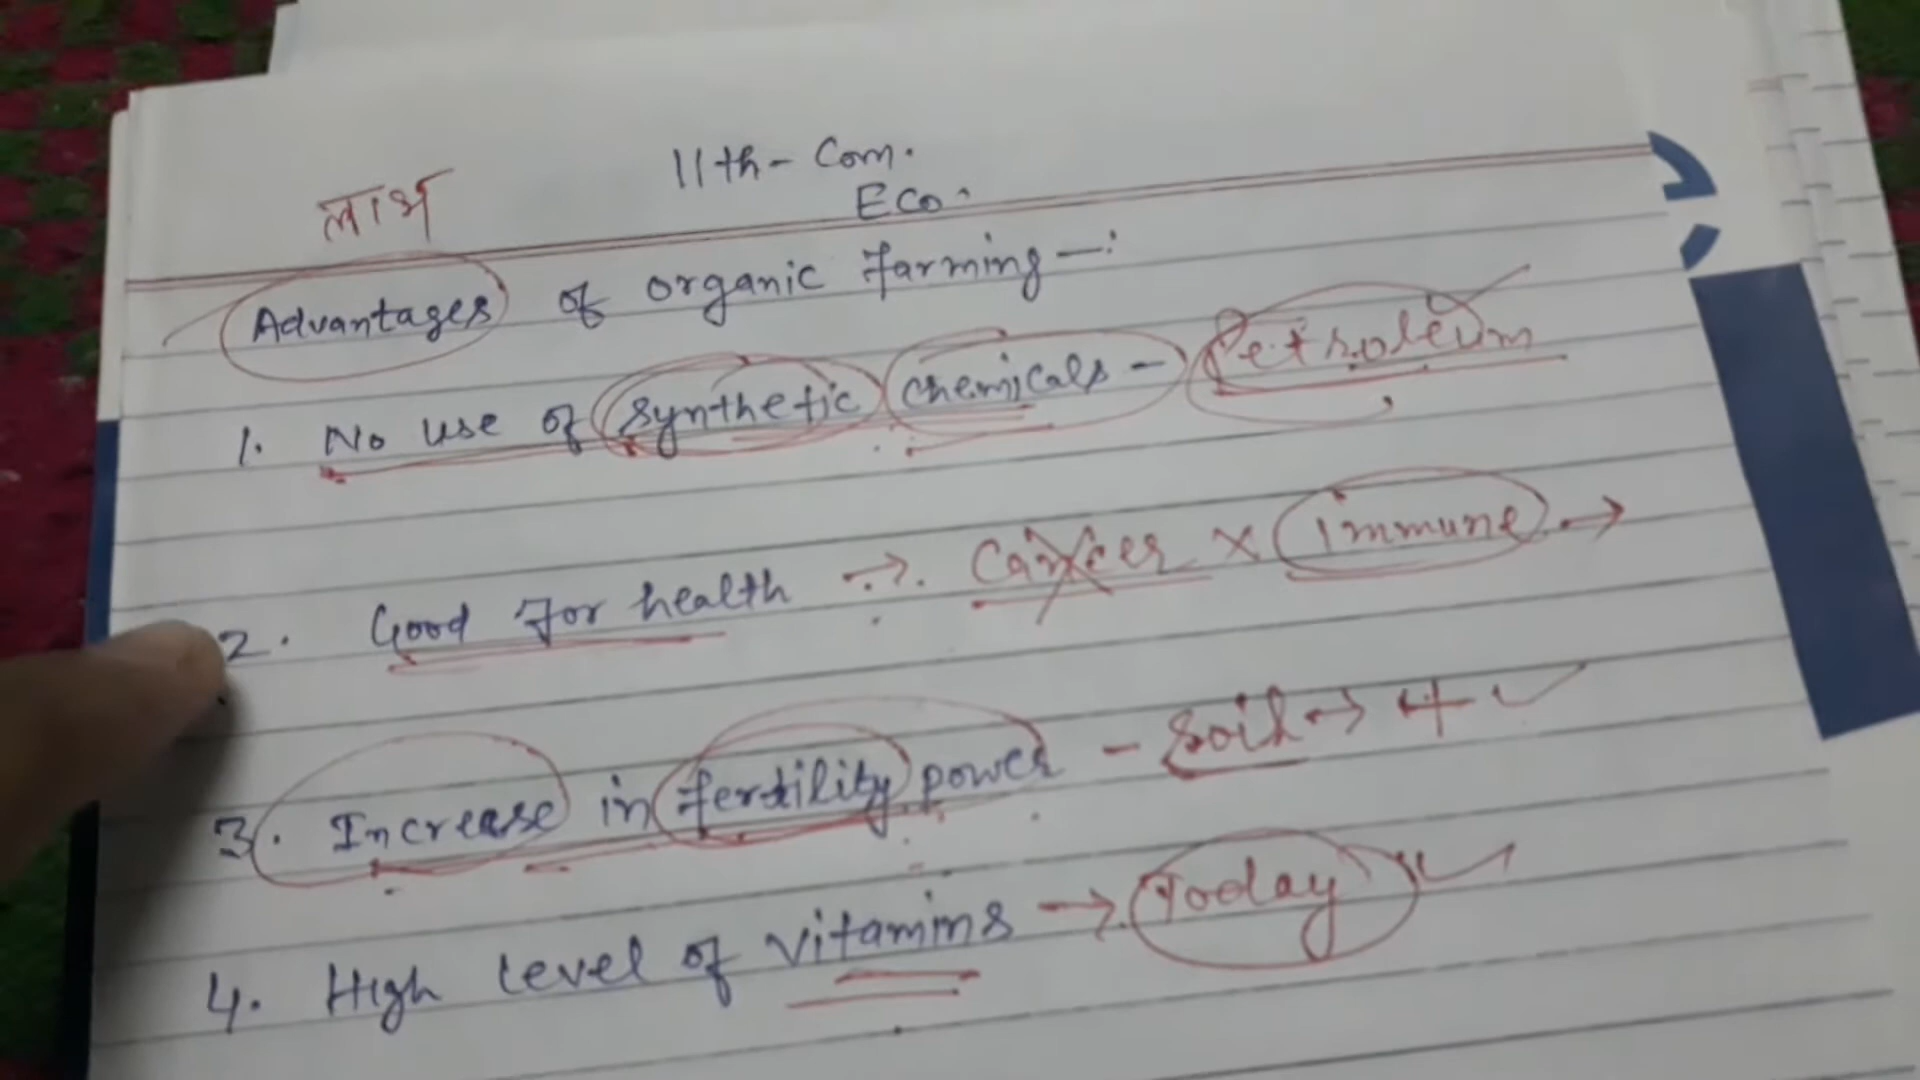 11th - Com.
Eco.
लाभ
Advantages of organic farming -:
1. No use of synthetic chemicals - Petroleum
2. Good for health → Cancer × immune →
3. Increase in fertility power - Soil → + ✓
4. High level of vitamins → Today ✓